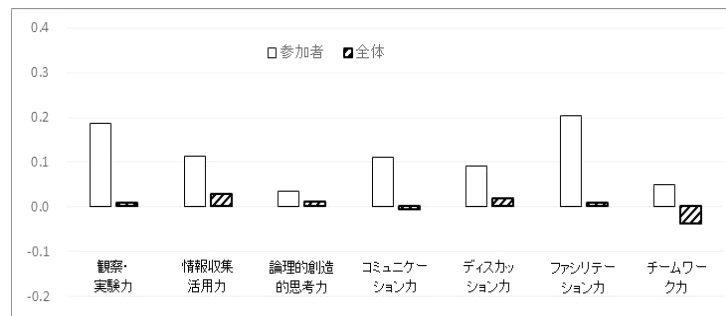 0.4
□参加者 ▨全体
0.3
0.2
0.1
0.0
-0.1
観察・ 情報収集 論理的創造 コミュニケー ディスカッ ファシリテー チームワー
実験力 活用力 的思考力 ション力 ション力 ション力 ク力
-0.2